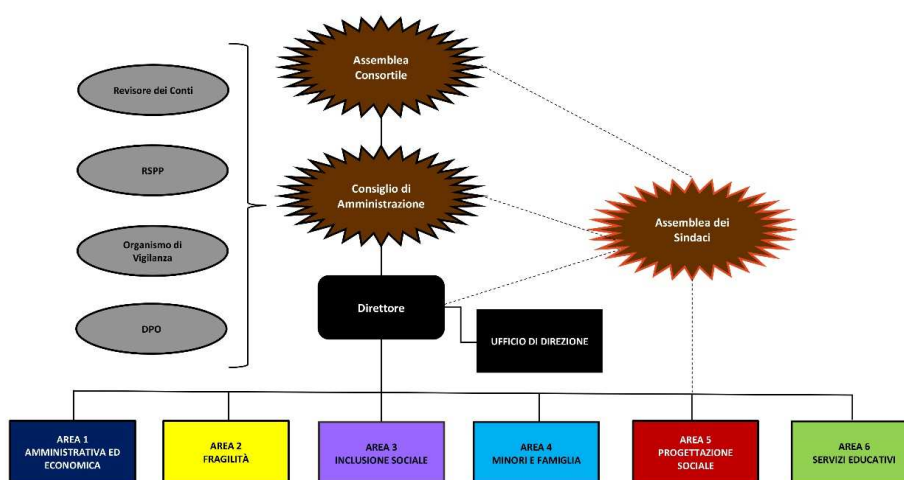 Assemblea
Consortile
Revisore dei Conti
RSPP
Consiglio di
Amministrazione
Assemblea dei
Sindaci
Organismo di
Vigilanza
Direttore
DPO
UFFICIO DI DIREZIONE
AREA 1
AMMINISTRATIVA ED
ECONOMICA
AREA 2
FRAGILITÀ
AREA 3
INCLUSIONE SOCIALE
AREA 4
MINORI E FAMIGLIA
AREA 5
PROGETTAZIONE
SOCIALE
AREA 6
SERVIZI EDUCATIVI